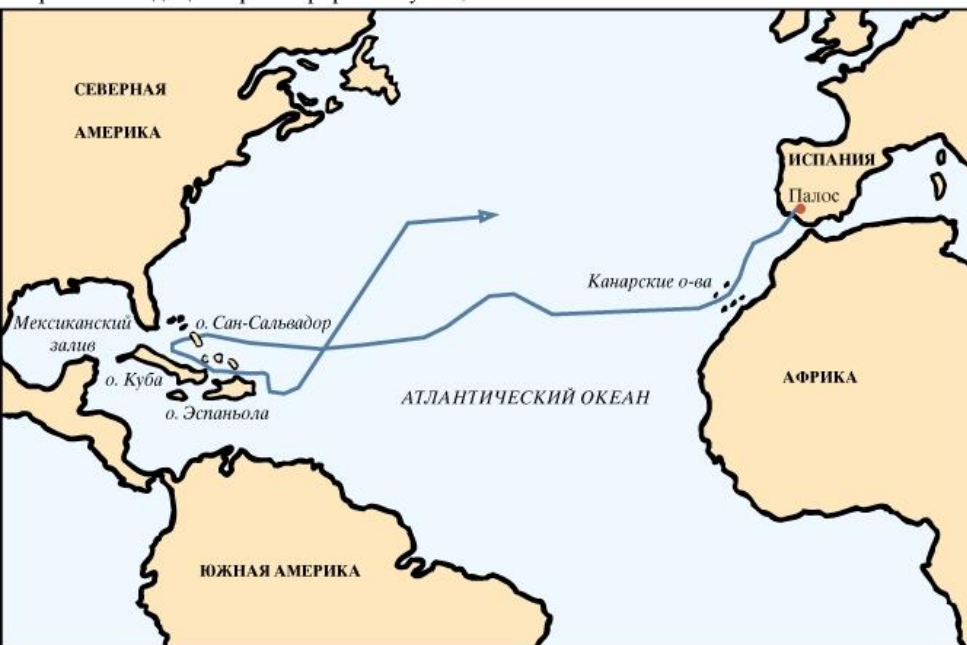 СЕВЕРНАЯ
АМЕРИКА
ИСПАНИЯ
Палос
Канарские о-ва
Мексиканский
залив
о. Сан-Сальвадор
о. Куба
о. Эспаньола
АТЛАНТИЧЕСКИЙ ОКЕАН
АФРИКА
ЮЖНАЯ АМЕРИКА